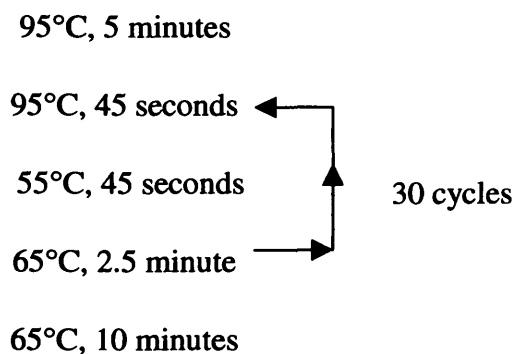 95°C, 5 minutes
95°C, 45 seconds
55°C, 45 seconds
30 cycles
65°C, 2.5 minute
65°C, 10 minutes